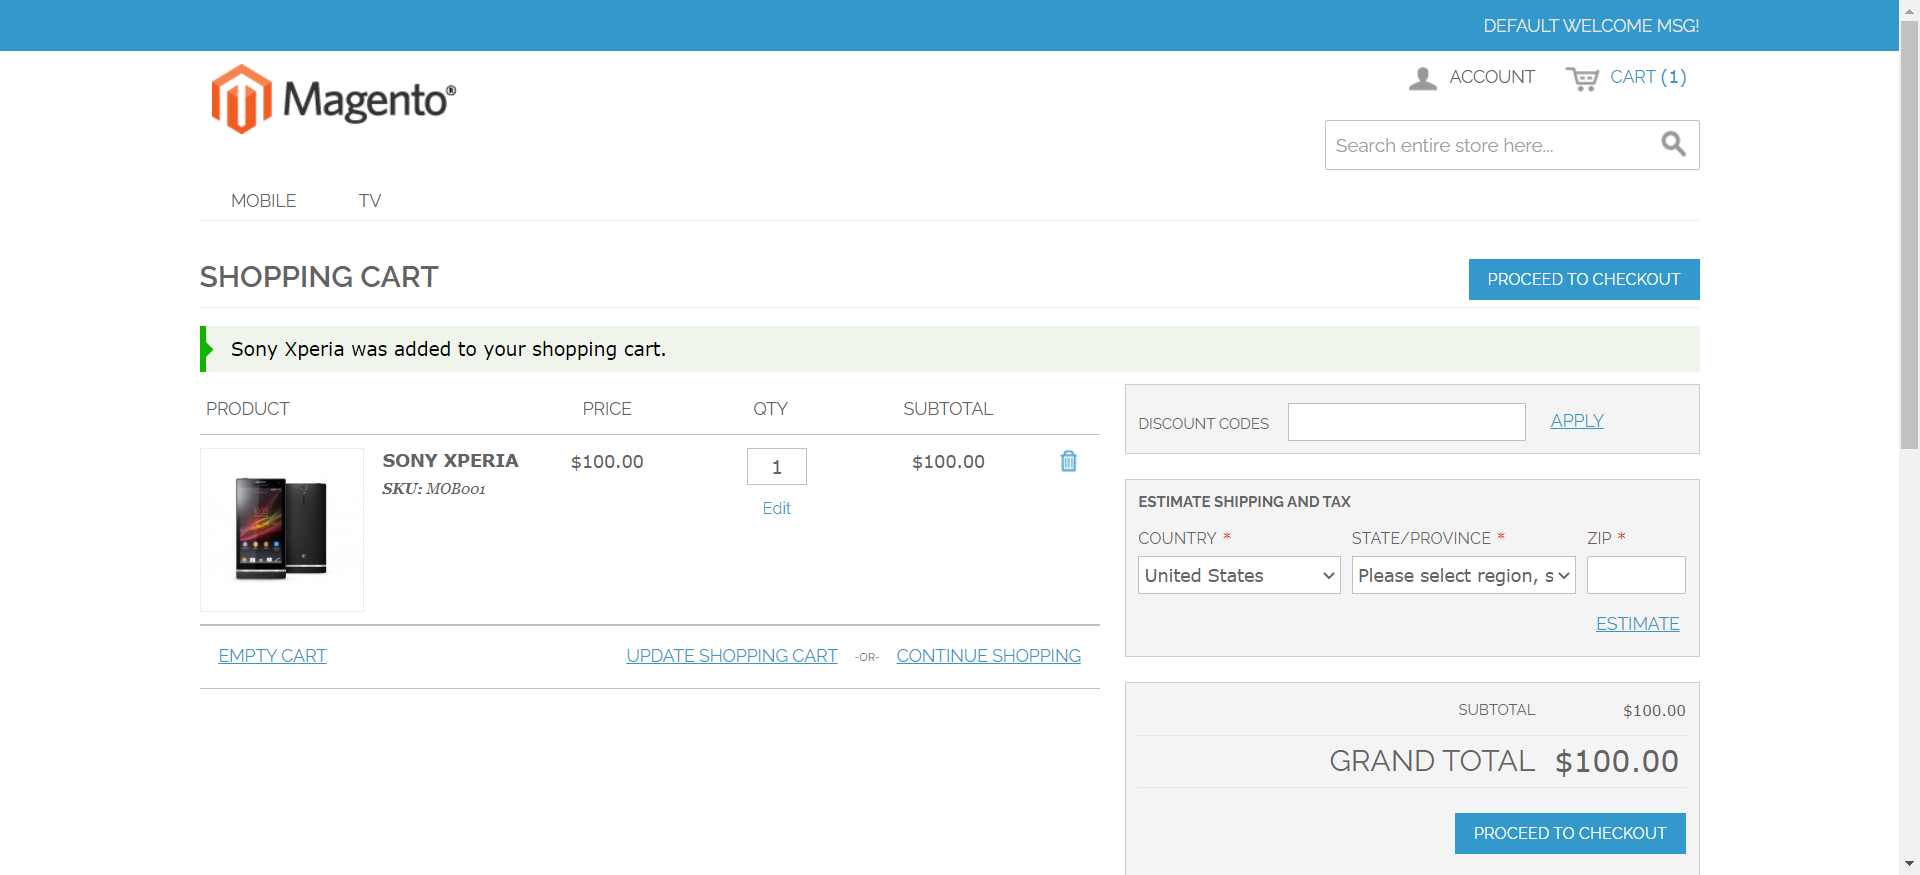 DEFAULT WELCOME MSG!
Magento®
ACCOUNT
CART (1)
Search entire store here...
MOBILE
TV
SHOPPING CART
PROCEED TO CHECKOUT
Sony Xperia was added to your shopping cart.
PRODUCT PRICE QTY SUBTOTAL
SONY XPERIA $100.00 1 $100.00
SKU: MOB001
Edit
EMPTY CART UPDATE SHOPPING CART -OR- CONTINUE SHOPPING
DISCOUNT CODES APPLY
ESTIMATE SHIPPING AND TAX
COUNTRY * STATE/PROVINCE * ZIP *
United States Please select region, s
ESTIMATE
SUBTOTAL $100.00
GRAND TOTAL $100.00
PROCEED TO CHECKOUT